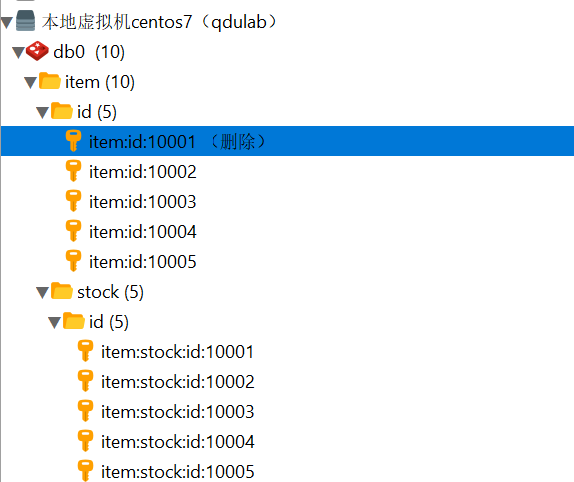 本地虚拟机centos7（qdulab）
db0 (10)
item (10)
id (5)
item:id:10001 （删除）
item:id:10002
item:id:10003
item:id:10004
item:id:10005
stock (5)
id (5)
item:stock:id:10001
item:stock:id:10002
item:stock:id:10003
item:stock:id:10004
item:stock:id:10005